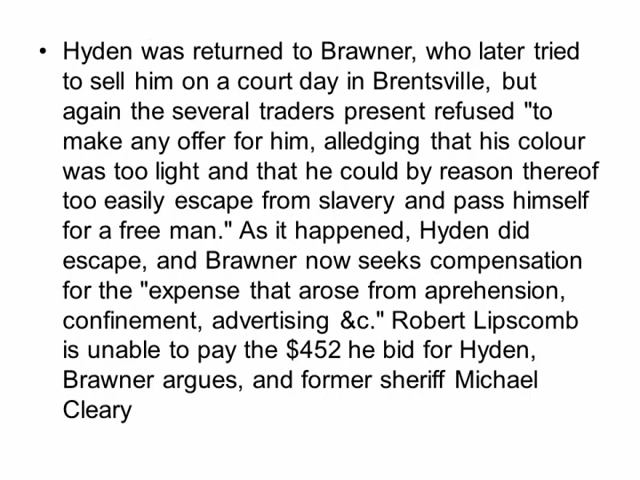 • Hyden was returned to Brawner, who later tried
to sell him on a court day in Brentsville, but
again the several traders present refused "to
make any offer for him, alledging that his colour
was too light and that he could by reason thereof
too easily escape from slavery and pass himself
for a free man." As it happened, Hyden did
escape, and Brawner now seeks compensation
for the "expense that arose from aprehension,
confinement, advertising &c." Robert Lipscomb
is unable to pay the $452 he bid for Hyden,
Brawner argues, and former sheriff Michael
Cleary